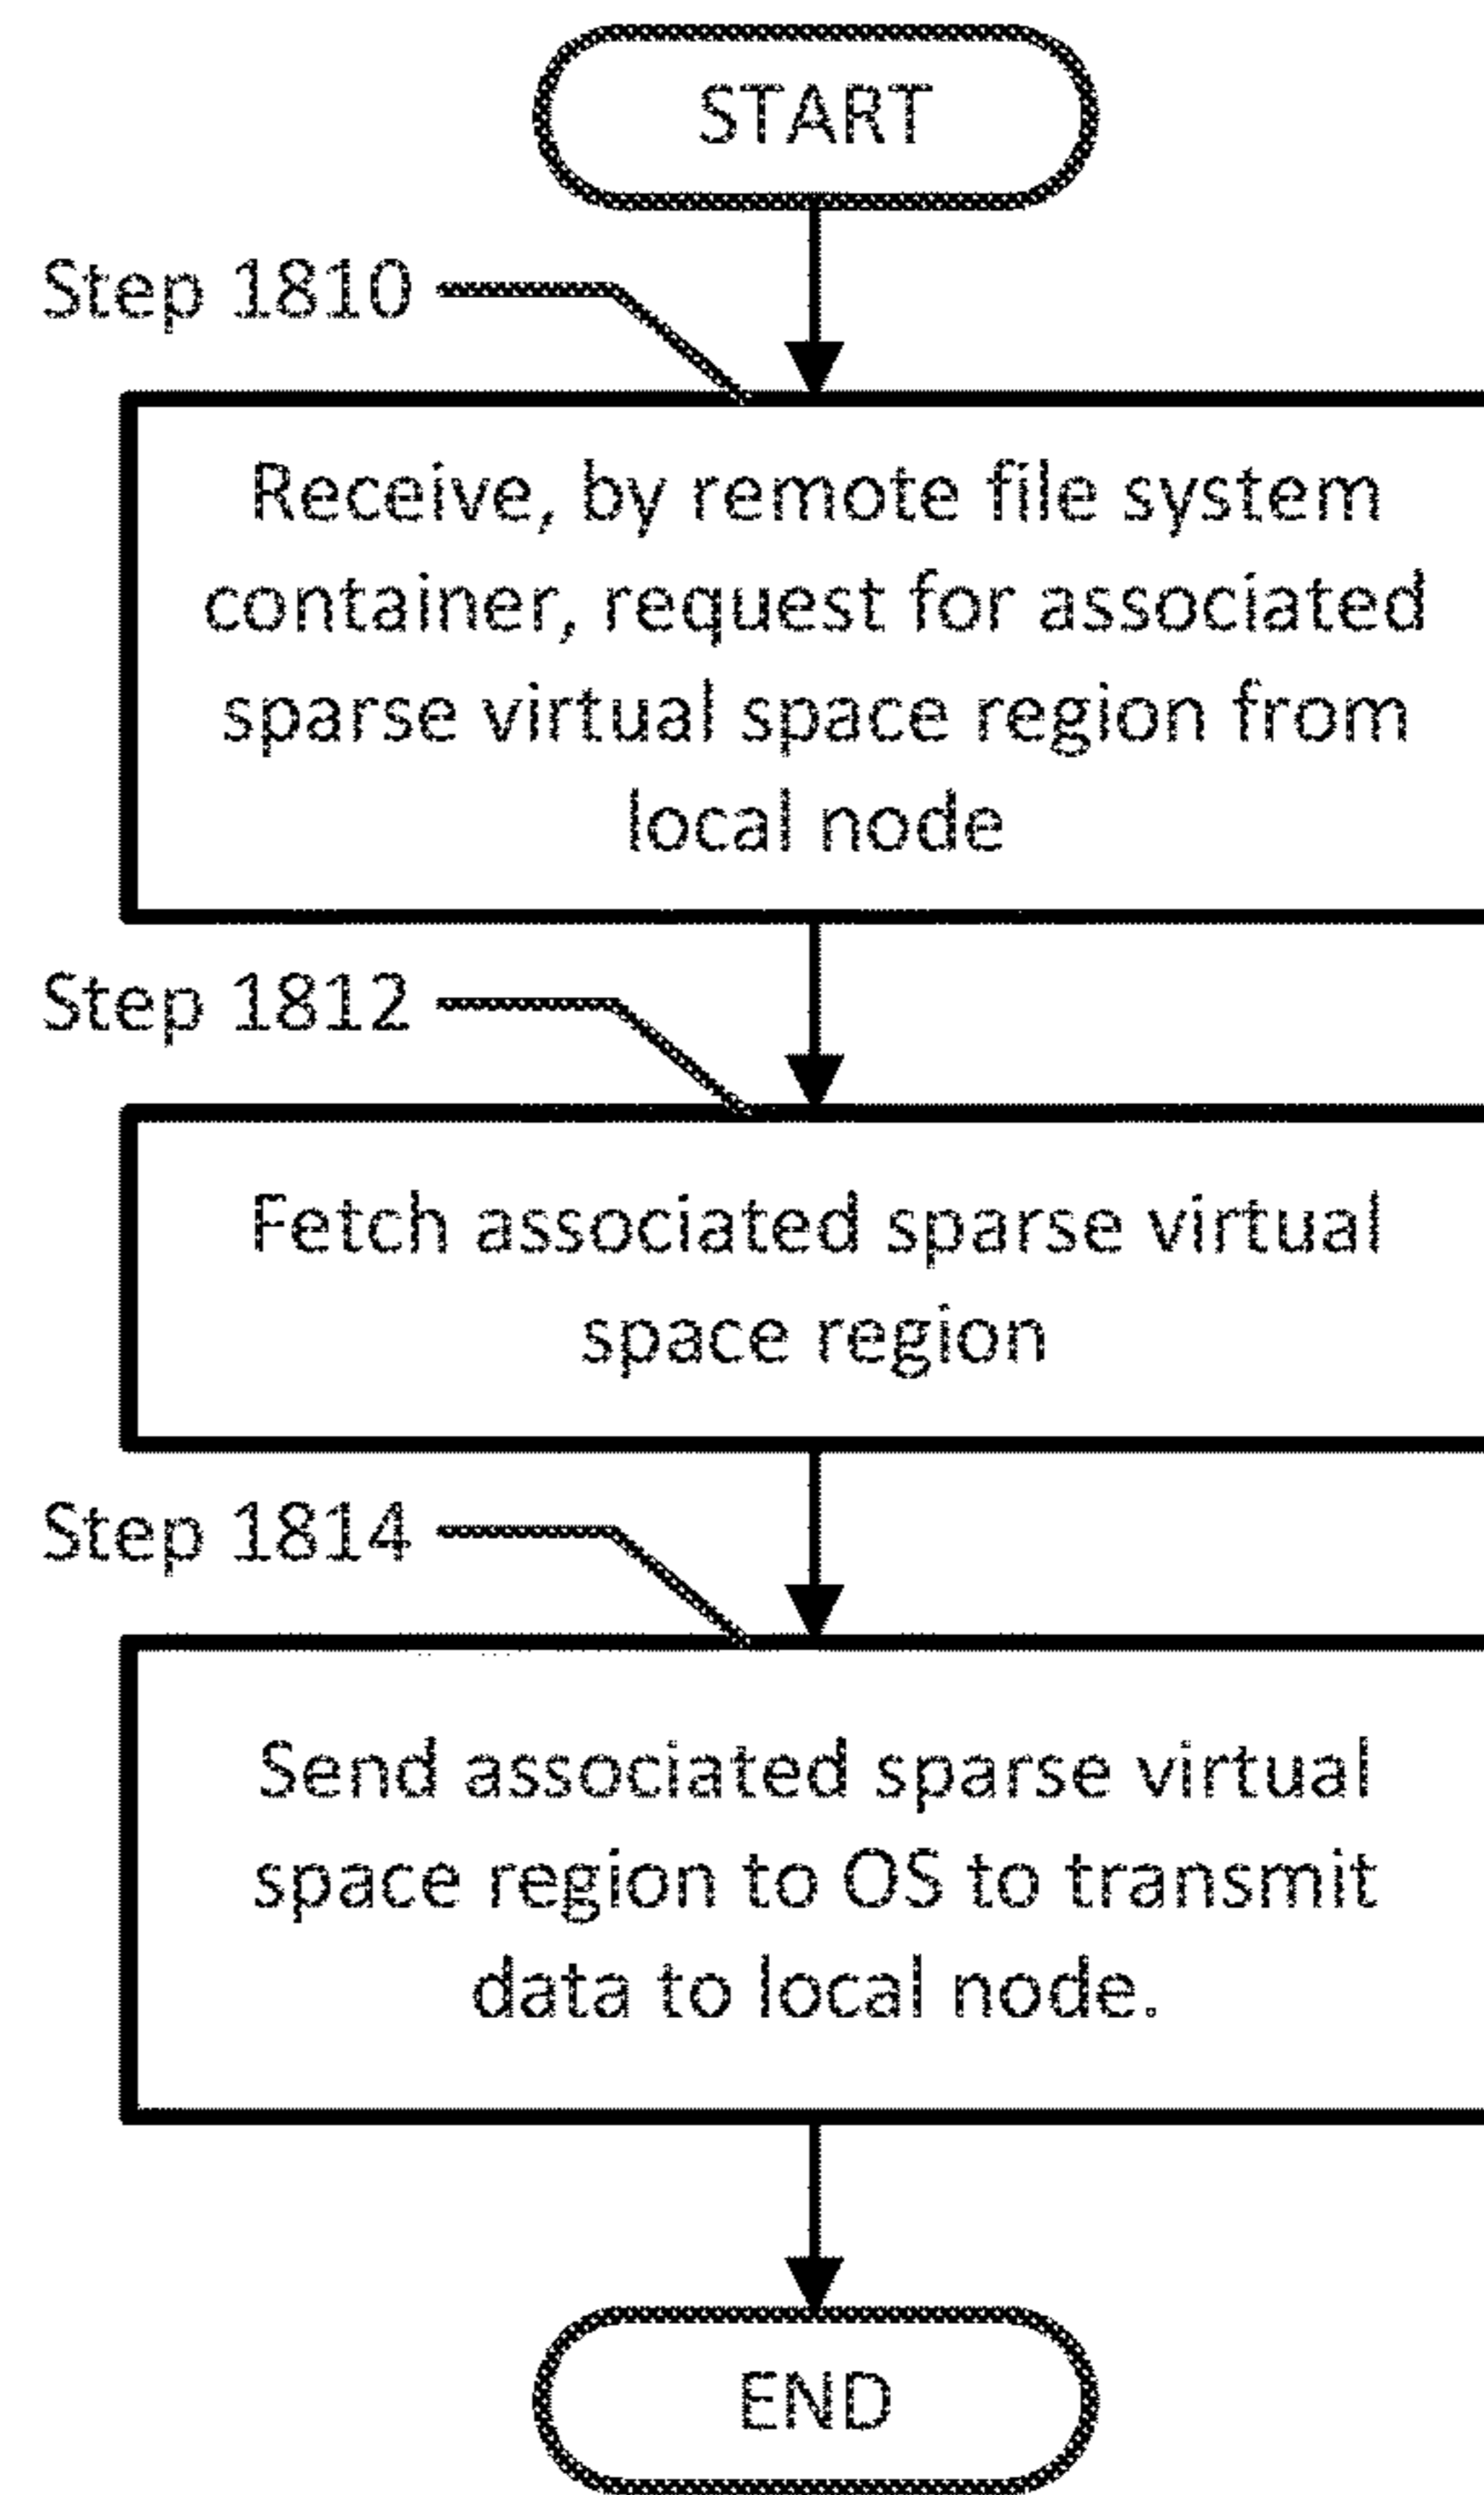 START
Step 1810
Receive, by remote file system
container, request for associated
sparse virtual space region from
local node
Step 1812
Fetch associated sparse virtual
space region
Step 1814
Send associated sparse virtual
space region to OS to transmit
data to local node.
END